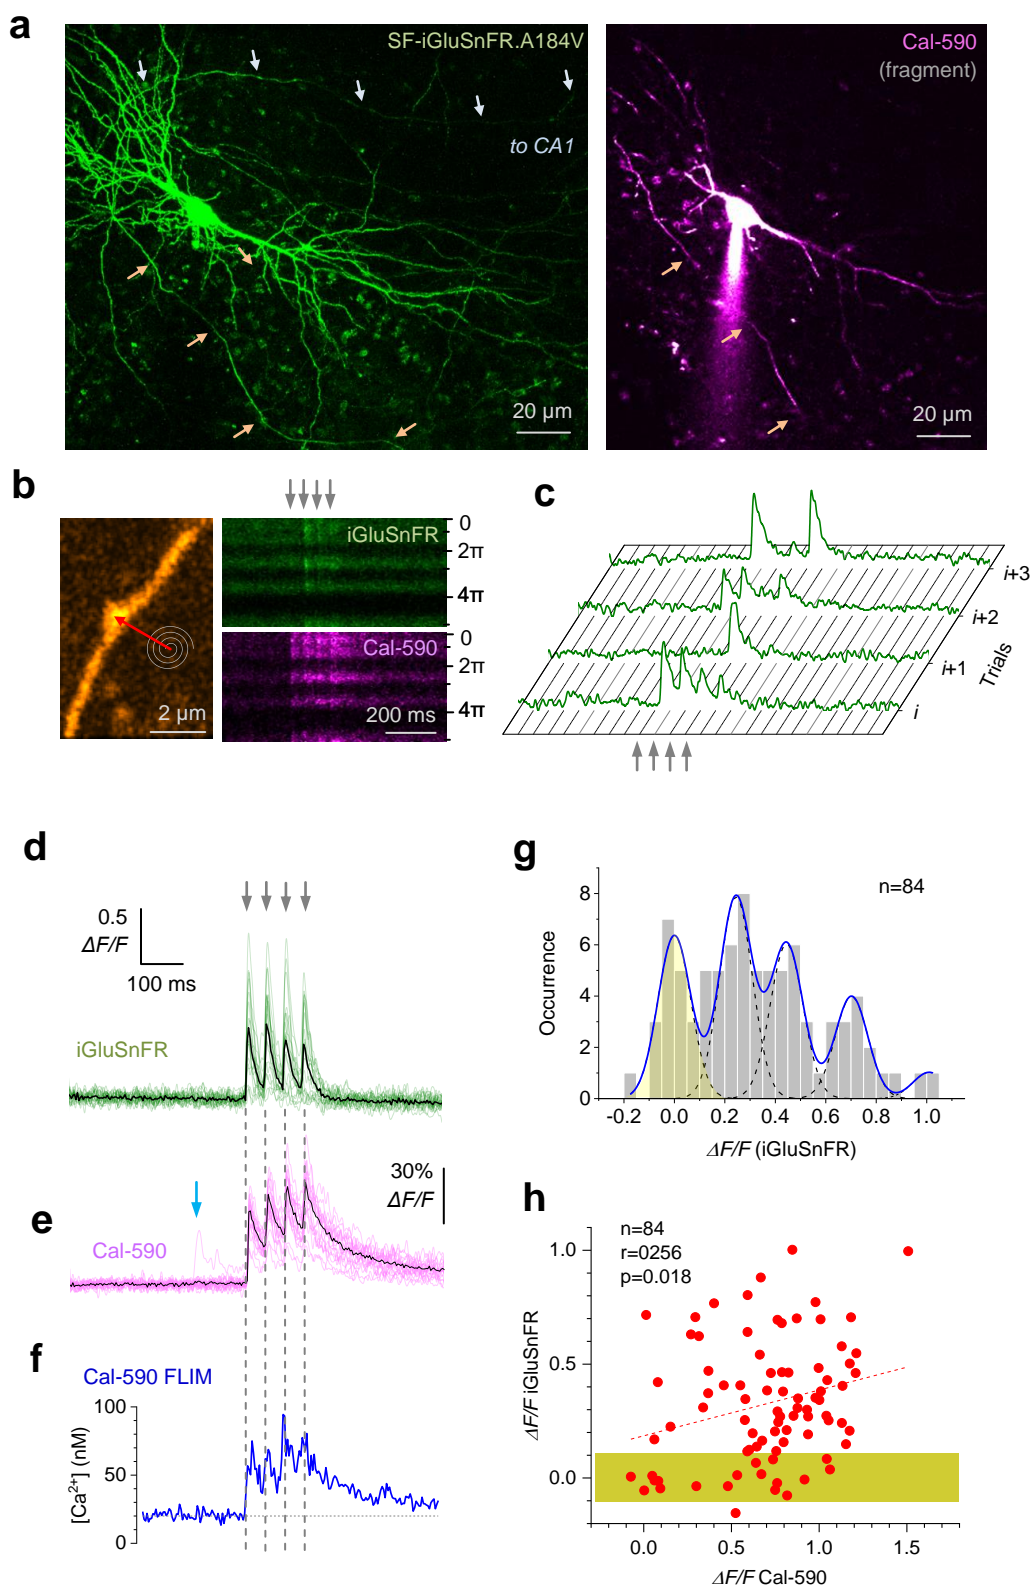 a
SF-iGluSnFR.A184V
to CA1
20 µm
Cal-590
(fragment)
20 µm
b
iGluSnFR
0
2π
4π
Cal-590
0
2π
4π
2 µm
200 ms
c
i+3
i+2
i+1
i
Trials
d
0.5
ΔF/F
100 ms
iGluSnFR
e
30%
ΔF/F
Cal-590
f
Cal-590 FLIM
100
50
0
[Ca²⁺] (nM)
g
n=84
Occurrence
8
6
4
2
0
-0.2 0.0 0.2 0.4 0.6 0.8 1.0
ΔF/F (iGluSnFR)
h
n=84
r=0256
p=0.018
ΔF/F iGluSnFR
1.0
0.5
0.0
0.0 0.5 1.0 1.5
ΔF/F Cal-590